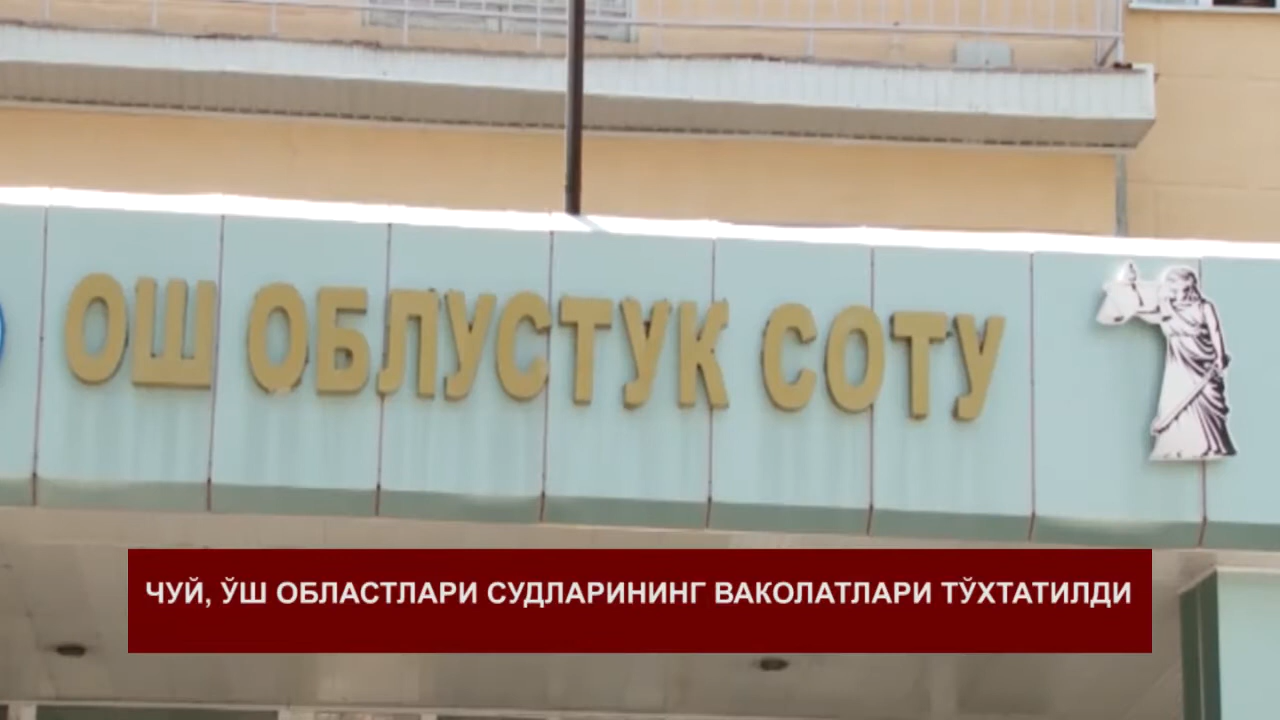 ОШ ОБЛУСТУК СОТУ
ЧУЙ, ЎШ ОБЛАСТЛАРИ СУДЛАРИНИНГ ВАКОЛАТЛАРИ ТЎХТАТИЛДИ